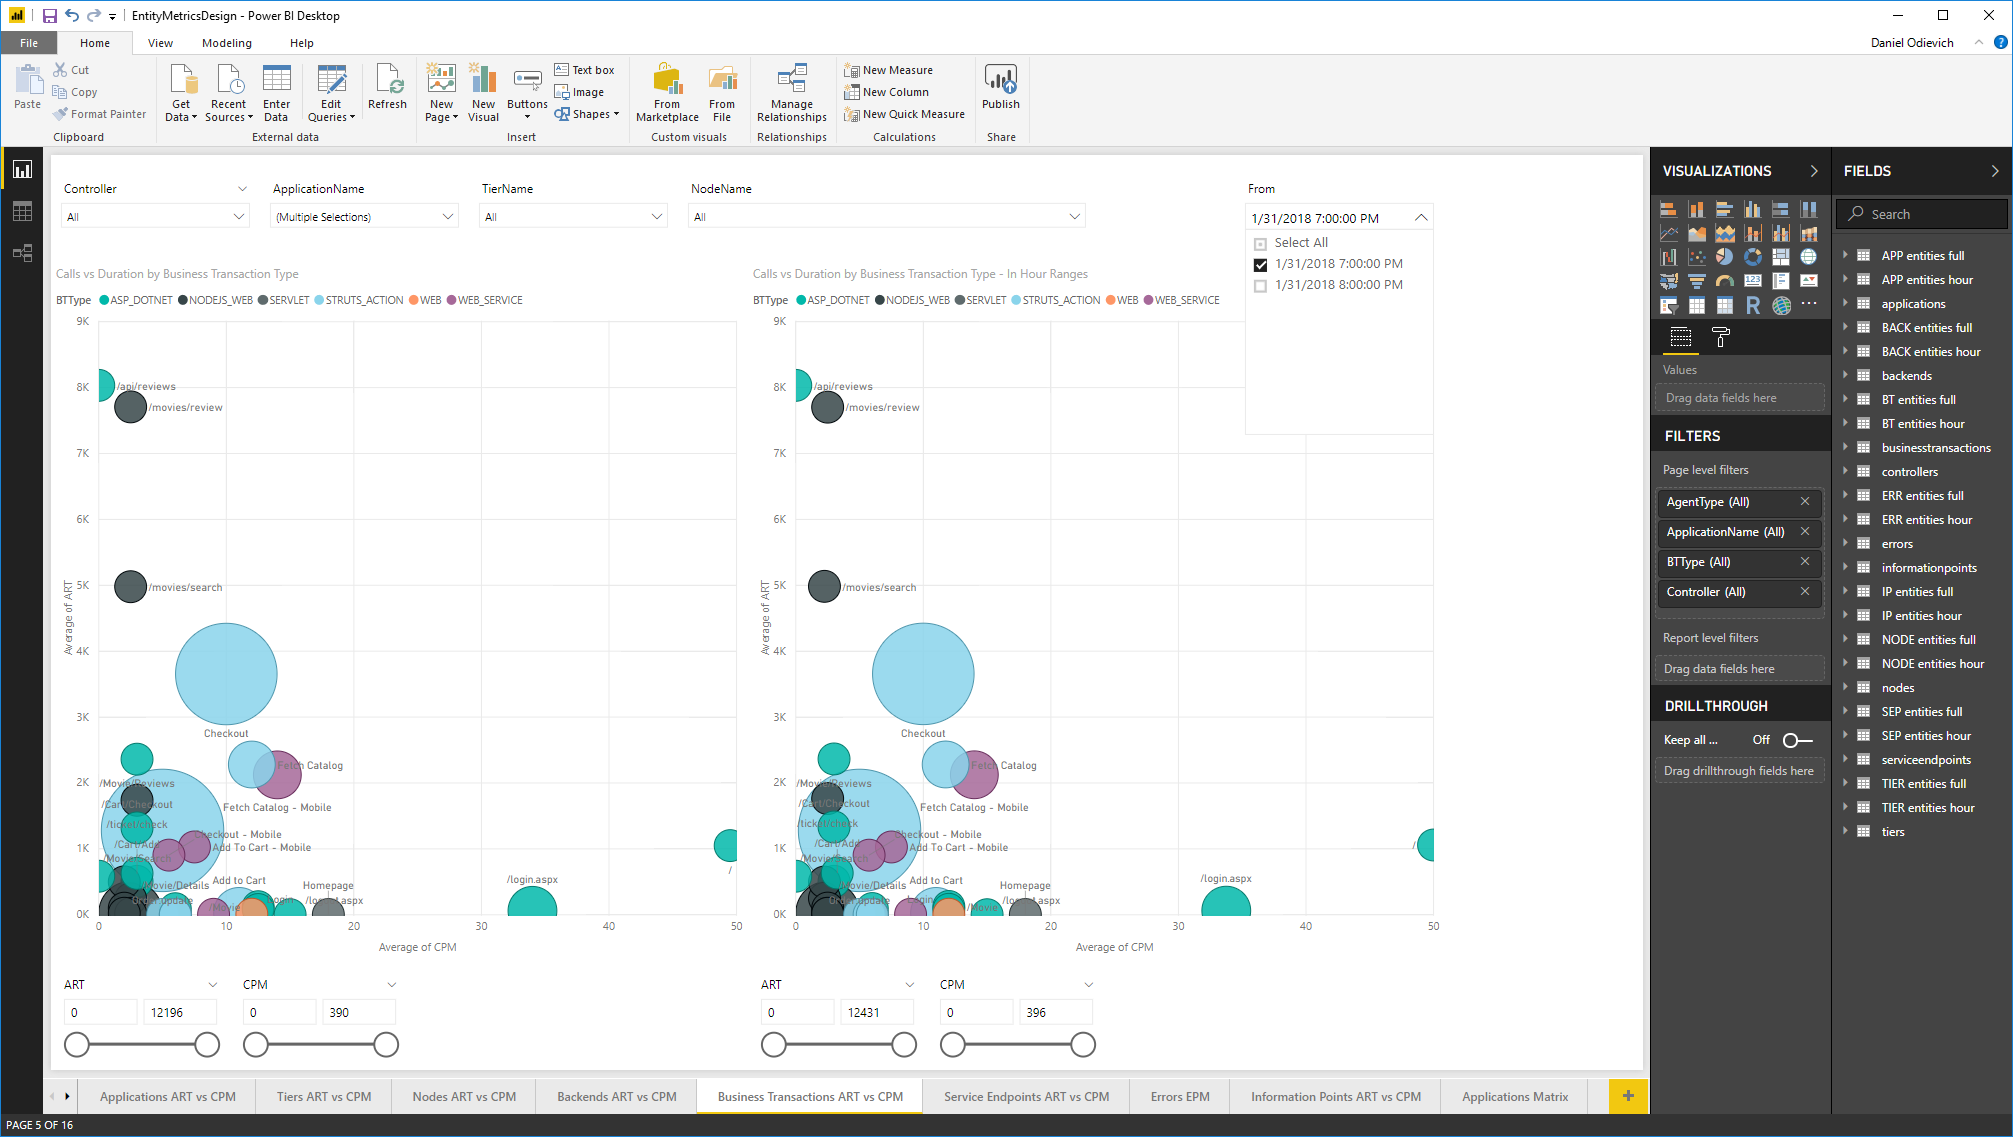 EntityMetricsDesign - Power BI Desktop
File Home View Modeling Help Daniel Odievich
Paste
Cut
Copy
Format Painter
Clipboard
Get Data
Recent Sources
Enter Data
Edit Queries
Refresh
External data
New Page
New Visual
Buttons
Text box
Image
Shapes
Insert
From Marketplace
From File
Custom visuals
Manage Relationships
Relationships
New Measure
New Column
New Quick Measure
Calculations
Publish
Share
Controller
All
ApplicationName
(Multiple Selections)
TierName
All
NodeName
All
From
1/31/2018 7:00:00 PM
Select All
1/31/2018 7:00:00 PM
1/31/2018 8:00:00 PM
Calls vs Duration by Business Transaction Type
BTType ASP_DOTNET NODEJS_WEB SERVLET STRUTS_ACTION WEB WEB_SERVICE
9K
8K
7K
6K
5K
4K
3K
2K
1K
0K
Average of ART
/api/reviews
/movies/review
/movies/search
Checkout
Fetch Catalog
Fetch Catalog - Mobile
/Movie/Reviews
/Cart/Checkout
/ticket/check
/Cart/Add
/Movie/Search
Checkout - Mobile
Add To Cart - Mobile
/
/Movie/Details
Add to Cart
Homepage
/login.aspx
Order update
/Movie
Login
0 10 20 30 40 50
Average of CPM
Calls vs Duration by Business Transaction Type - In Hour Ranges
BTType ASP_DOTNET NODEJS_WEB SERVLET STRUTS_ACTION WEB WEB_SERVICE
9K
8K
7K
6K
5K
4K
3K
2K
1K
0K
Average of ART
/api/reviews
/movies/review
/movies/search
Checkout
Fetch Catalog
Fetch Catalog - Mobile
/Movie/Reviews
/Cart/Checkout
/ticket/check
/Cart/Add
/Movie/Search
Checkout - Mobile
Add To Cart - Mobile
/
/Movie/Details
Add to Cart
Homepage
/login.aspx
Order update
Login
/Movie
0 10 20 30 40 50
Average of CPM
ART
0 12196
CPM
0 390
ART
0 12431
CPM
0 396
Applications ART vs CPM
Tiers ART vs CPM
Nodes ART vs CPM
Backends ART vs CPM
Business Transactions ART vs CPM
Service Endpoints ART vs CPM
Errors EPM
Information Points ART vs CPM
Applications Matrix
+
PAGE 5 OF 16
VISUALIZATIONS
R
Values
Drag data fields here
FILTERS
Page level filters
AgentType (All)
ApplicationName (All)
BTType (All)
Controller (All)
Report level filters
Drag data fields here
DRILLTHROUGH
Keep all ... Off
Drag drillthrough fields here
FIELDS
Search
APP entities full
APP entities hour
applications
BACK entities full
BACK entities hour
backends
BT entities full
BT entities hour
businesstransactions
controllers
ERR entities full
ERR entities hour
errors
informationpoints
IP entities full
IP entities hour
NODE entities full
NODE entities hour
nodes
SEP entities full
SEP entities hour
serviceendpoints
TIER entities full
TIER entities hour
tiers